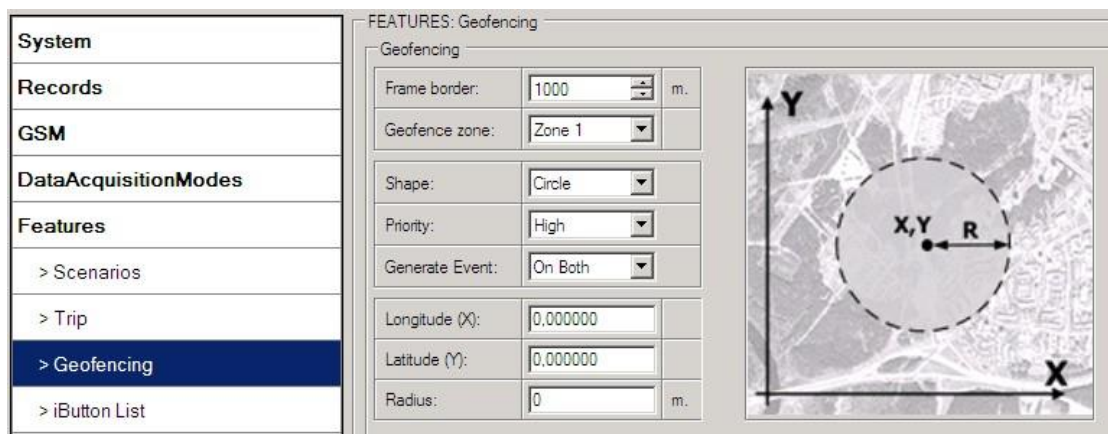 System
Records
GSM
DataAcquisitionModes
Features
> Scenarios
> Trip
> Geofencing
> iButton List
FEATURES: Geofencing
Geofencing
Frame border: 1000 m.
Geofence zone: Zone 1
Shape: Circle
Priority: High
Generate Event: On Both
Longitude (X): 0,000000
Latitude (Y): 0,000000
Radius: 0 m.
Y
X,Y R
X